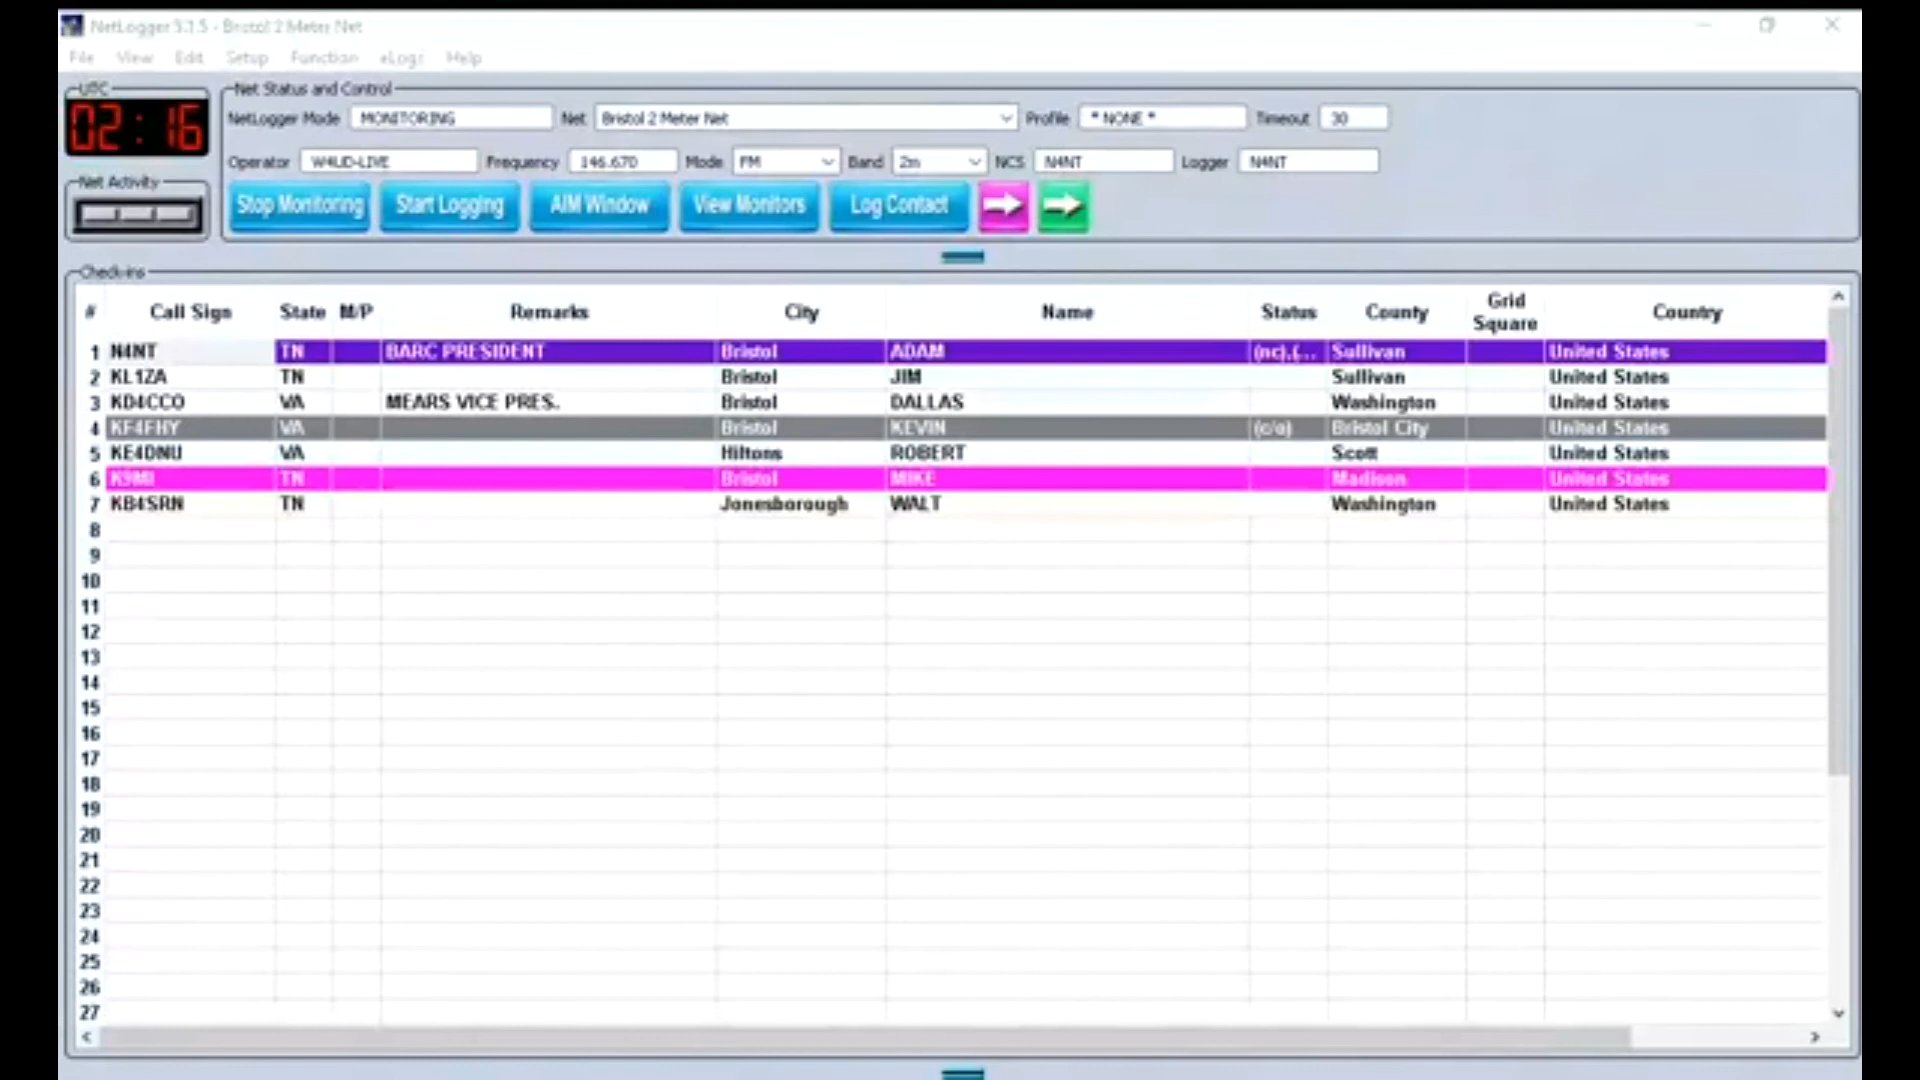 NetLogger 3.1.5 - Bristol 2 Meter Net
File View Edit Setup Function eLogs Help
UTC
02:16
Net Activity
Net Status and Control
NetLogger Mode MONITORING Net Bristol 2 Meter Net Profile * NONE * Timeout 30
Operator W4UD-LIVE Frequency 146.670 Mode FM Band 2m NCS N4NT Logger N4NT
Stop Monitoring Start Logging AIM Window View Monitors Log Contact
Check-ins
# Call Sign State M/P Remarks City Name Status County Grid Square Country
1 N4NT TN BARC PRESIDENT Bristol ADAM (nc),(... Sullivan United States
2 KL1ZA TN Bristol JIM Sullivan United States
3 KD4CCO VA MEARS VICE PRES. Bristol DALLAS Washington United States
4 KF4FHY VA Bristol KEVIN (c/o) Bristol City United States
5 KE4DNU VA Hiltons ROBERT Scott United States
6 K9MI TN Bristol MIKE Madison United States
7 KB4SRN TN Jonesborough WALT Washington United States
8
9
10
11
12
13
14
15
16
17
18
19
20
21
22
23
24
25
26
27